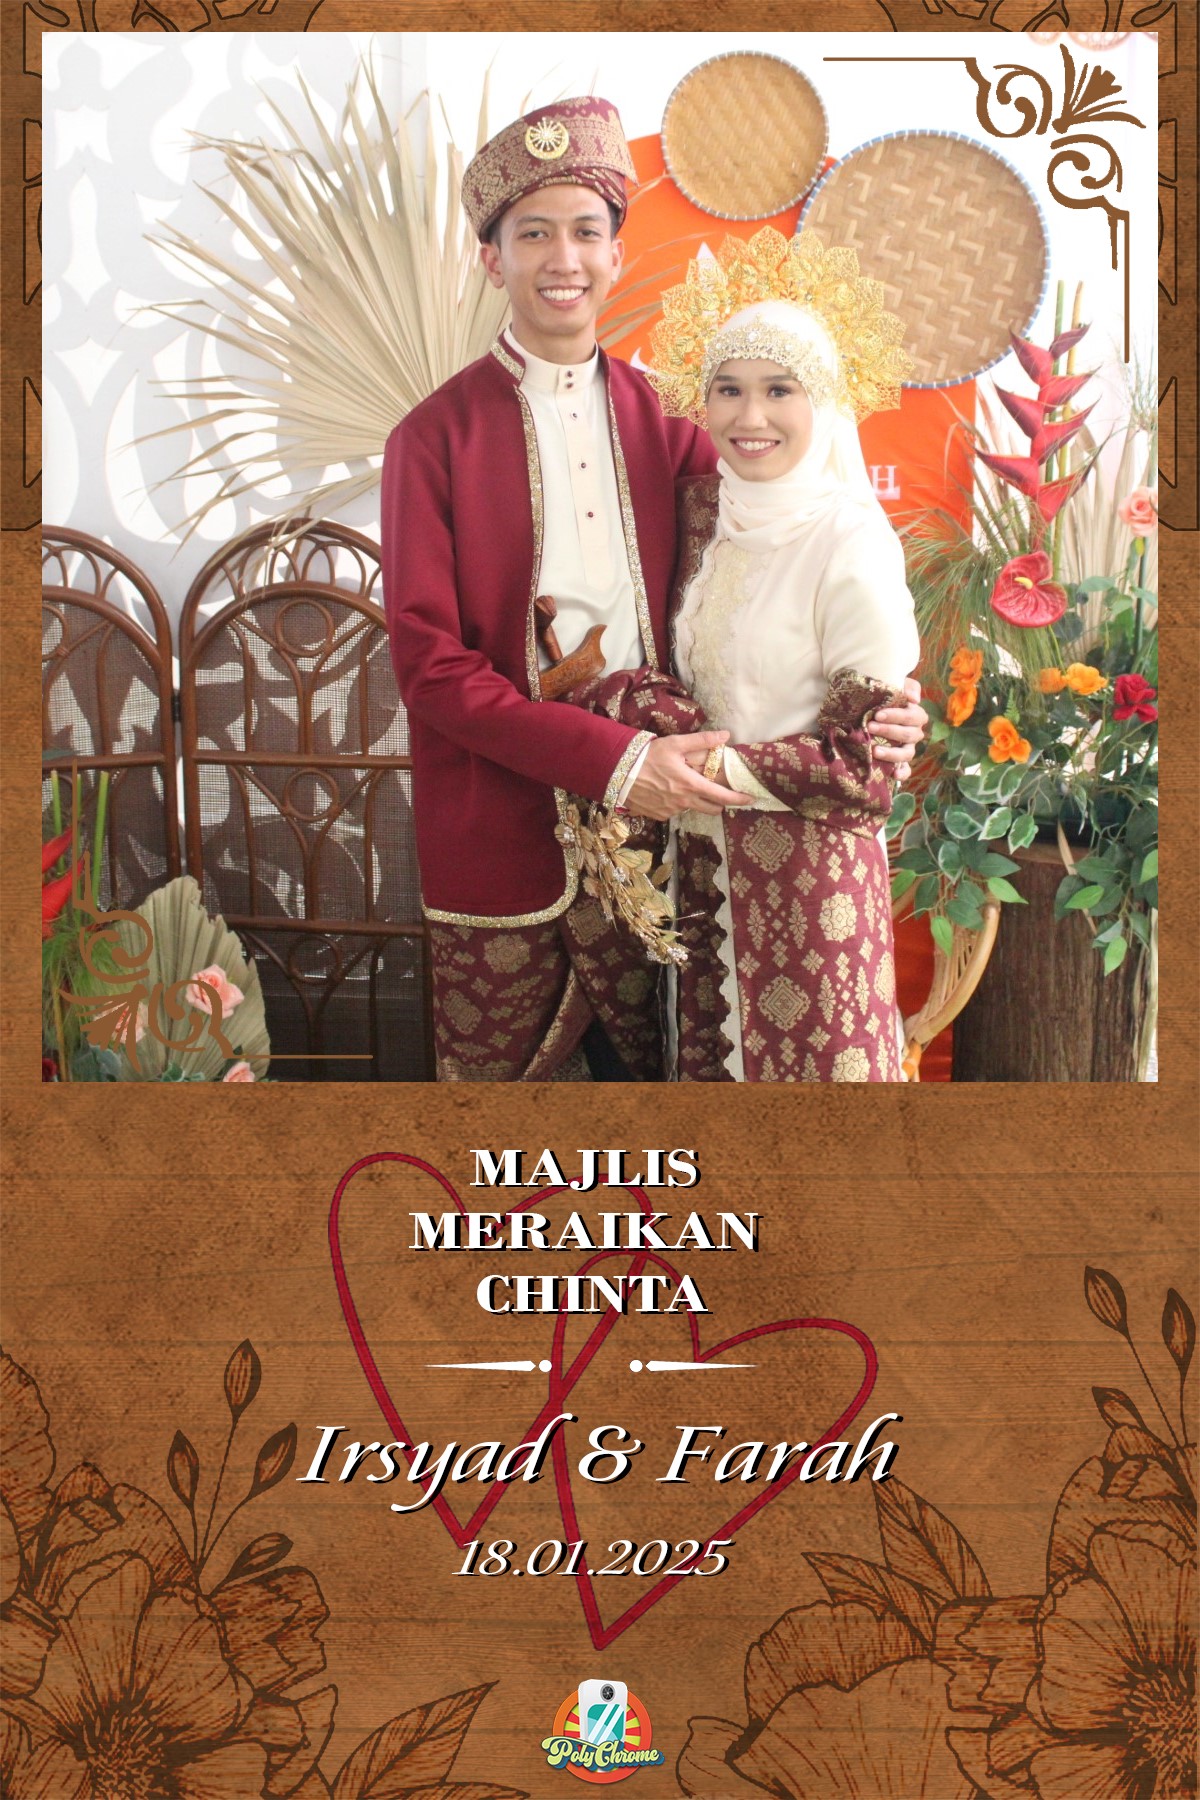 H
MAJLIS
MERAIKAN
CHINTA
Irsyad & Farah
18.01.2025
PolyChrome